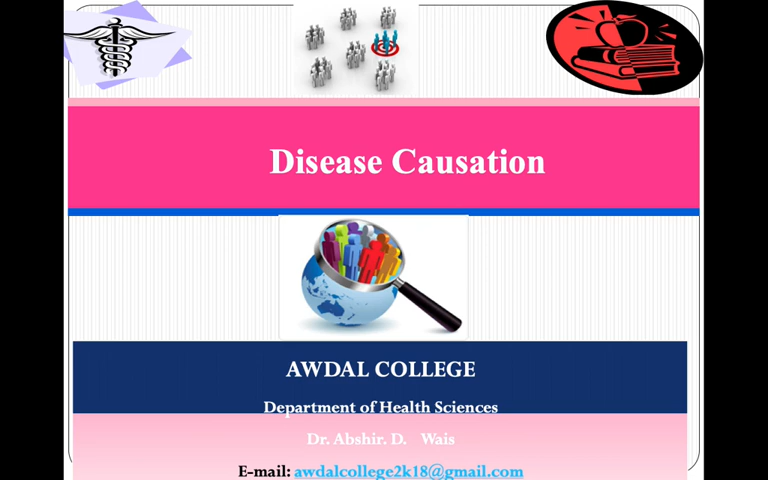 Disease Causation
AWDAL COLLEGE
Department of Health Sciences
Dr. Abshir. D. Wais
E-mail: awdalcollege2k18@gmail.com